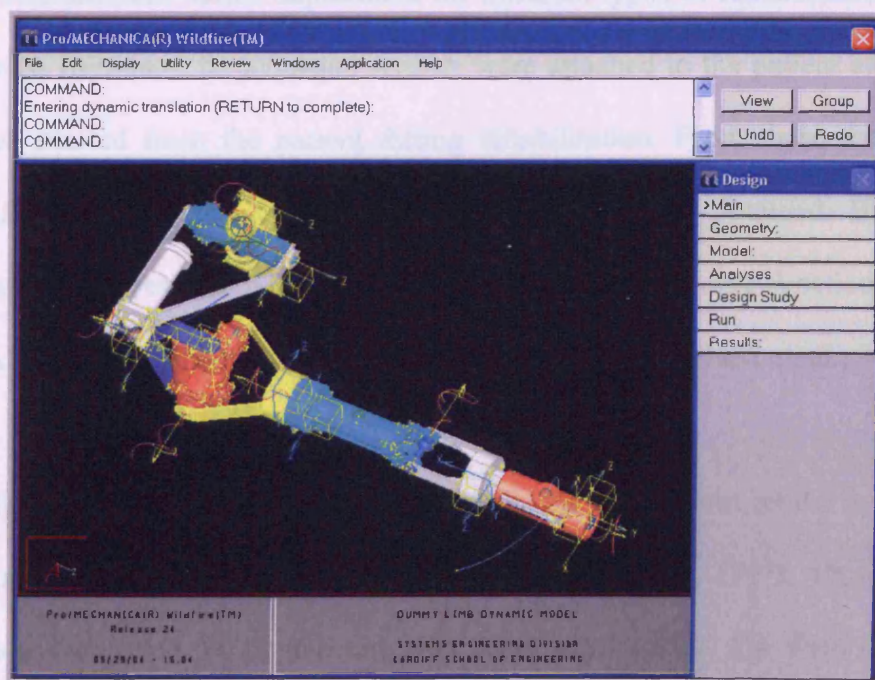 Pro/MECHANICA(R) Wildfire(TM)
File Edit Display Utility Review Windows Application Help
COMMAND:
Entering dynamic translation (RETURN to complete):
COMMAND:
COMMAND:
View Group
Undo Redo
Design
>Main
Geometry:
Model:
Analyses
Design Study
Run
Results:
Pro/MECHANICA(R) Wildfire(TM)
Release 24
DUMMY LIMB DYNAMIC MODEL
SYSTEMS ENGINEERING DIVISION
CARDIFF SCHOOL OF ENGINEERING